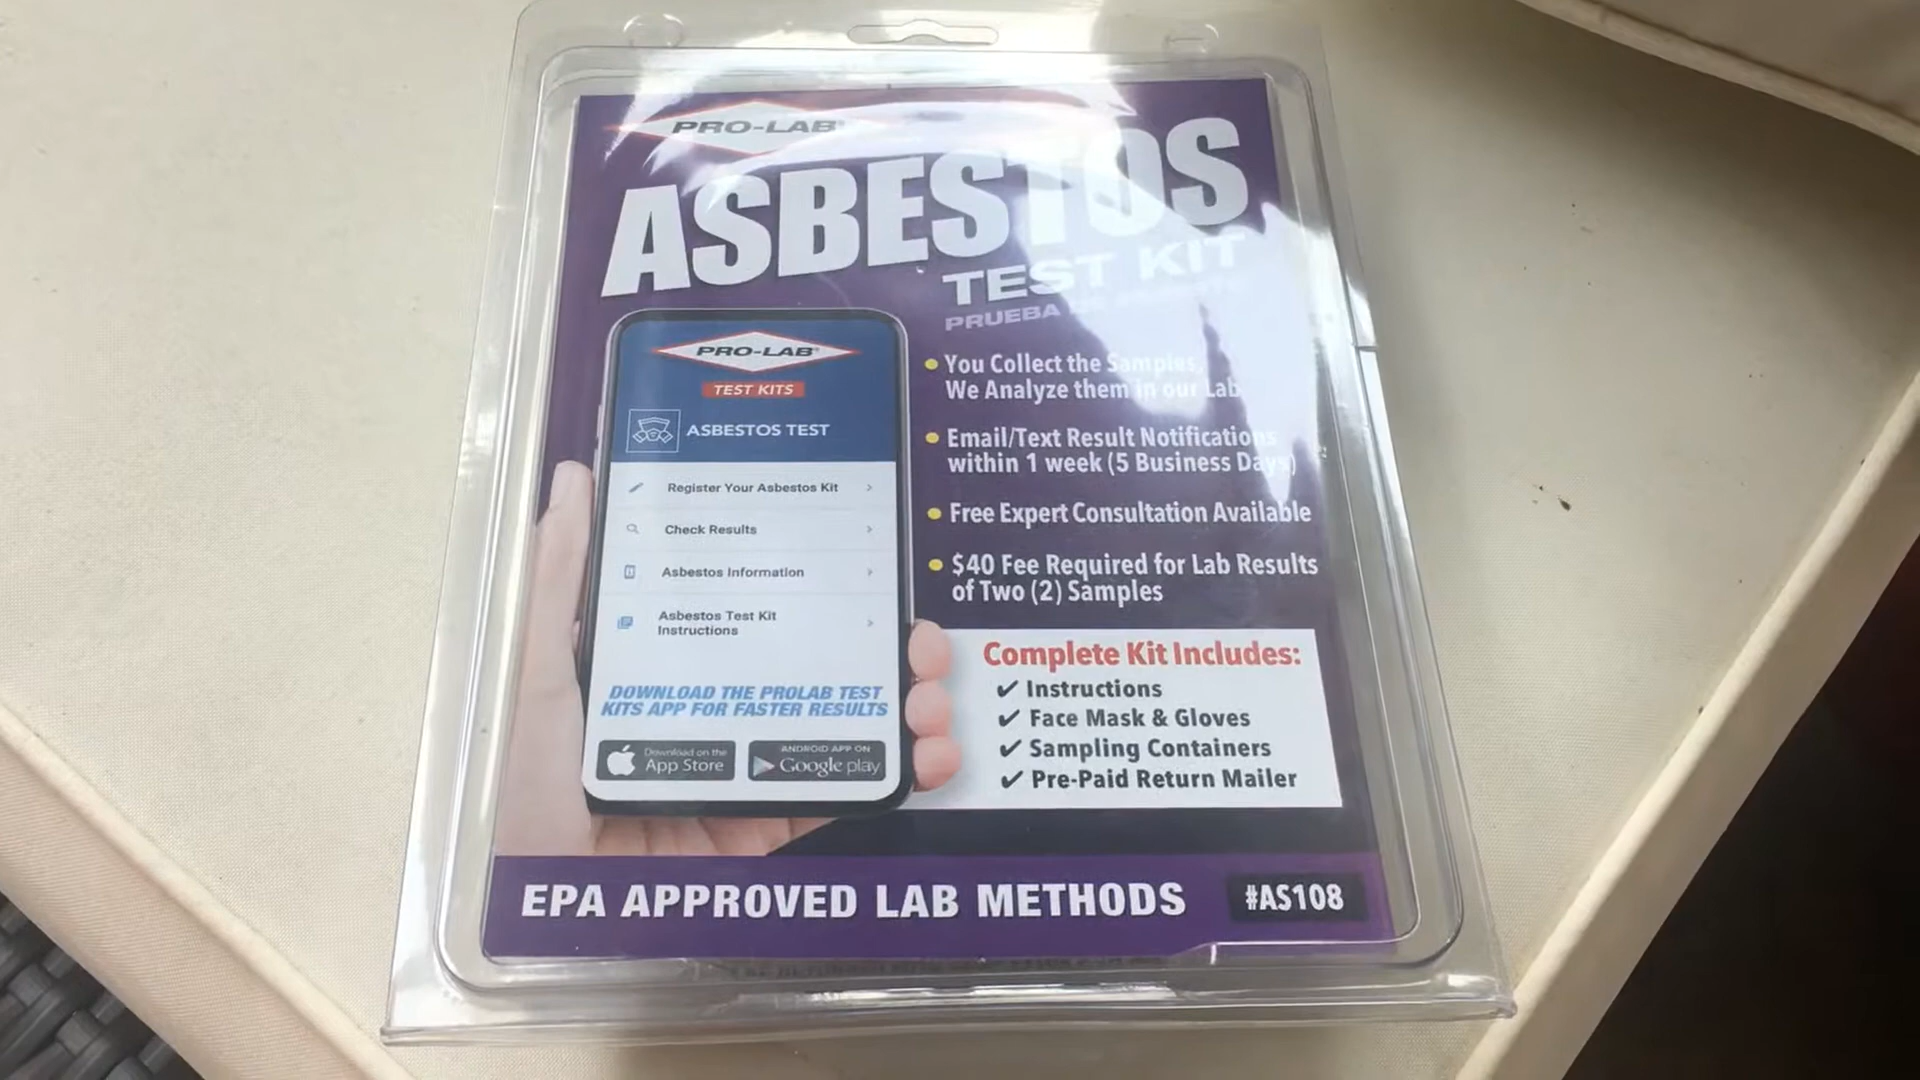 PRO-LAB®
ASBESTOS
TEST KIT
PRUEBA
PRO-LAB®
TEST KITS
ASBESTOS TEST
Register Your Asbestos Kit
Check Results
Asbestos Information
Asbestos Test Kit
Instructions
DOWNLOAD THE PROLAB TEST
KITS APP FOR FASTER RESULTS
Download on the
App Store
ANDROID APP ON
Google play
You Collect the Samples,
We Analyze them in our Lab
Email/Text Result Notifications
within 1 week (5 Business Days)
Free Expert Consultation Available
$40 Fee Required for Lab Results
of Two (2) Samples
Complete Kit Includes:
✔ Instructions
✔ Face Mask & Gloves
✔ Sampling Containers
✔ Pre-Paid Return Mailer
EPA APPROVED LAB METHODS
#AS108